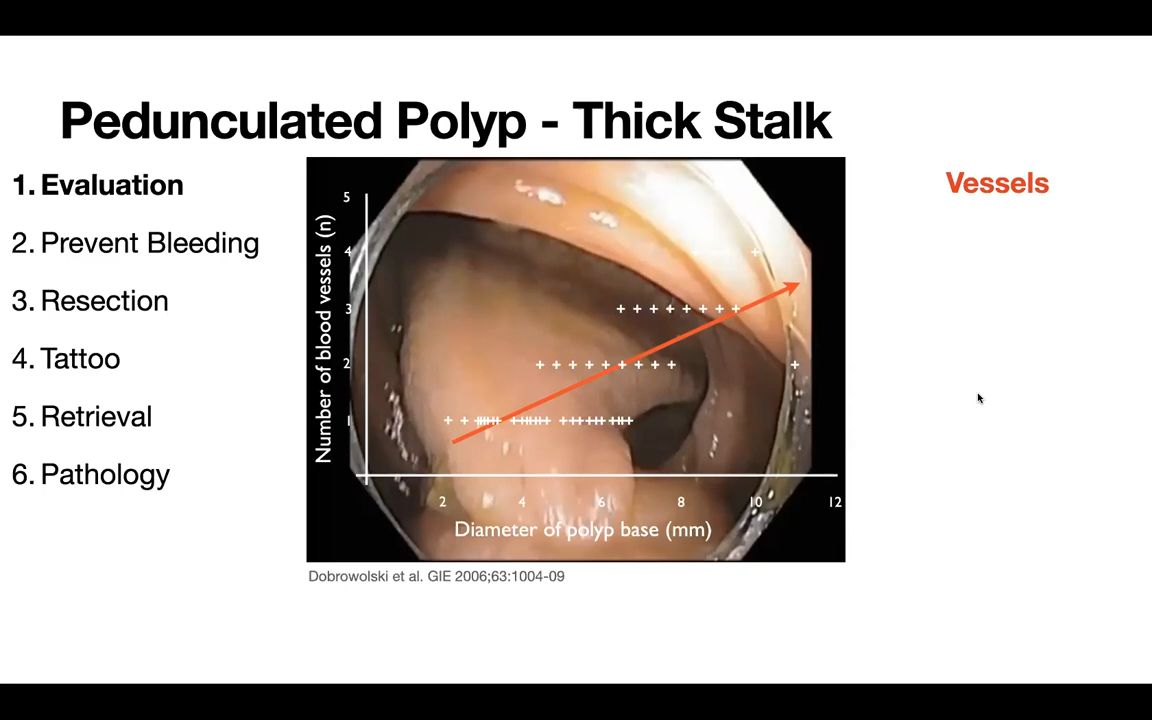 Pedunculated Polyp - Thick Stalk
1. Evaluation
2. Prevent Bleeding
3. Resection
4. Tattoo
5. Retrieval
6. Pathology
Number of blood vessels (n)
5
4
3
2
1
2 4 6 8 10 12
Diameter of polyp base (mm)
Vessels
Dobrowolski et al. GIE 2006;63:1004-09